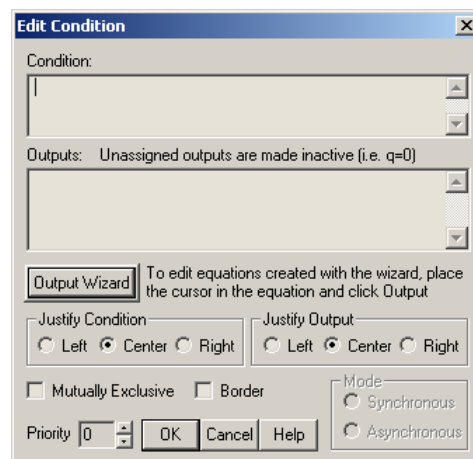 Edit Condition
Condition:
Outputs: Unassigned outputs are made inactive (i.e. q=0)
Output Wizard
To edit equations created with the wizard, place
the cursor in the equation and click Output
Justify Condition
Left Center Right
Justify Output
Left Center Right
Mutually Exclusive Border
Mode
Synchronous
Asynchronous
Priority 0 OK Cancel Help